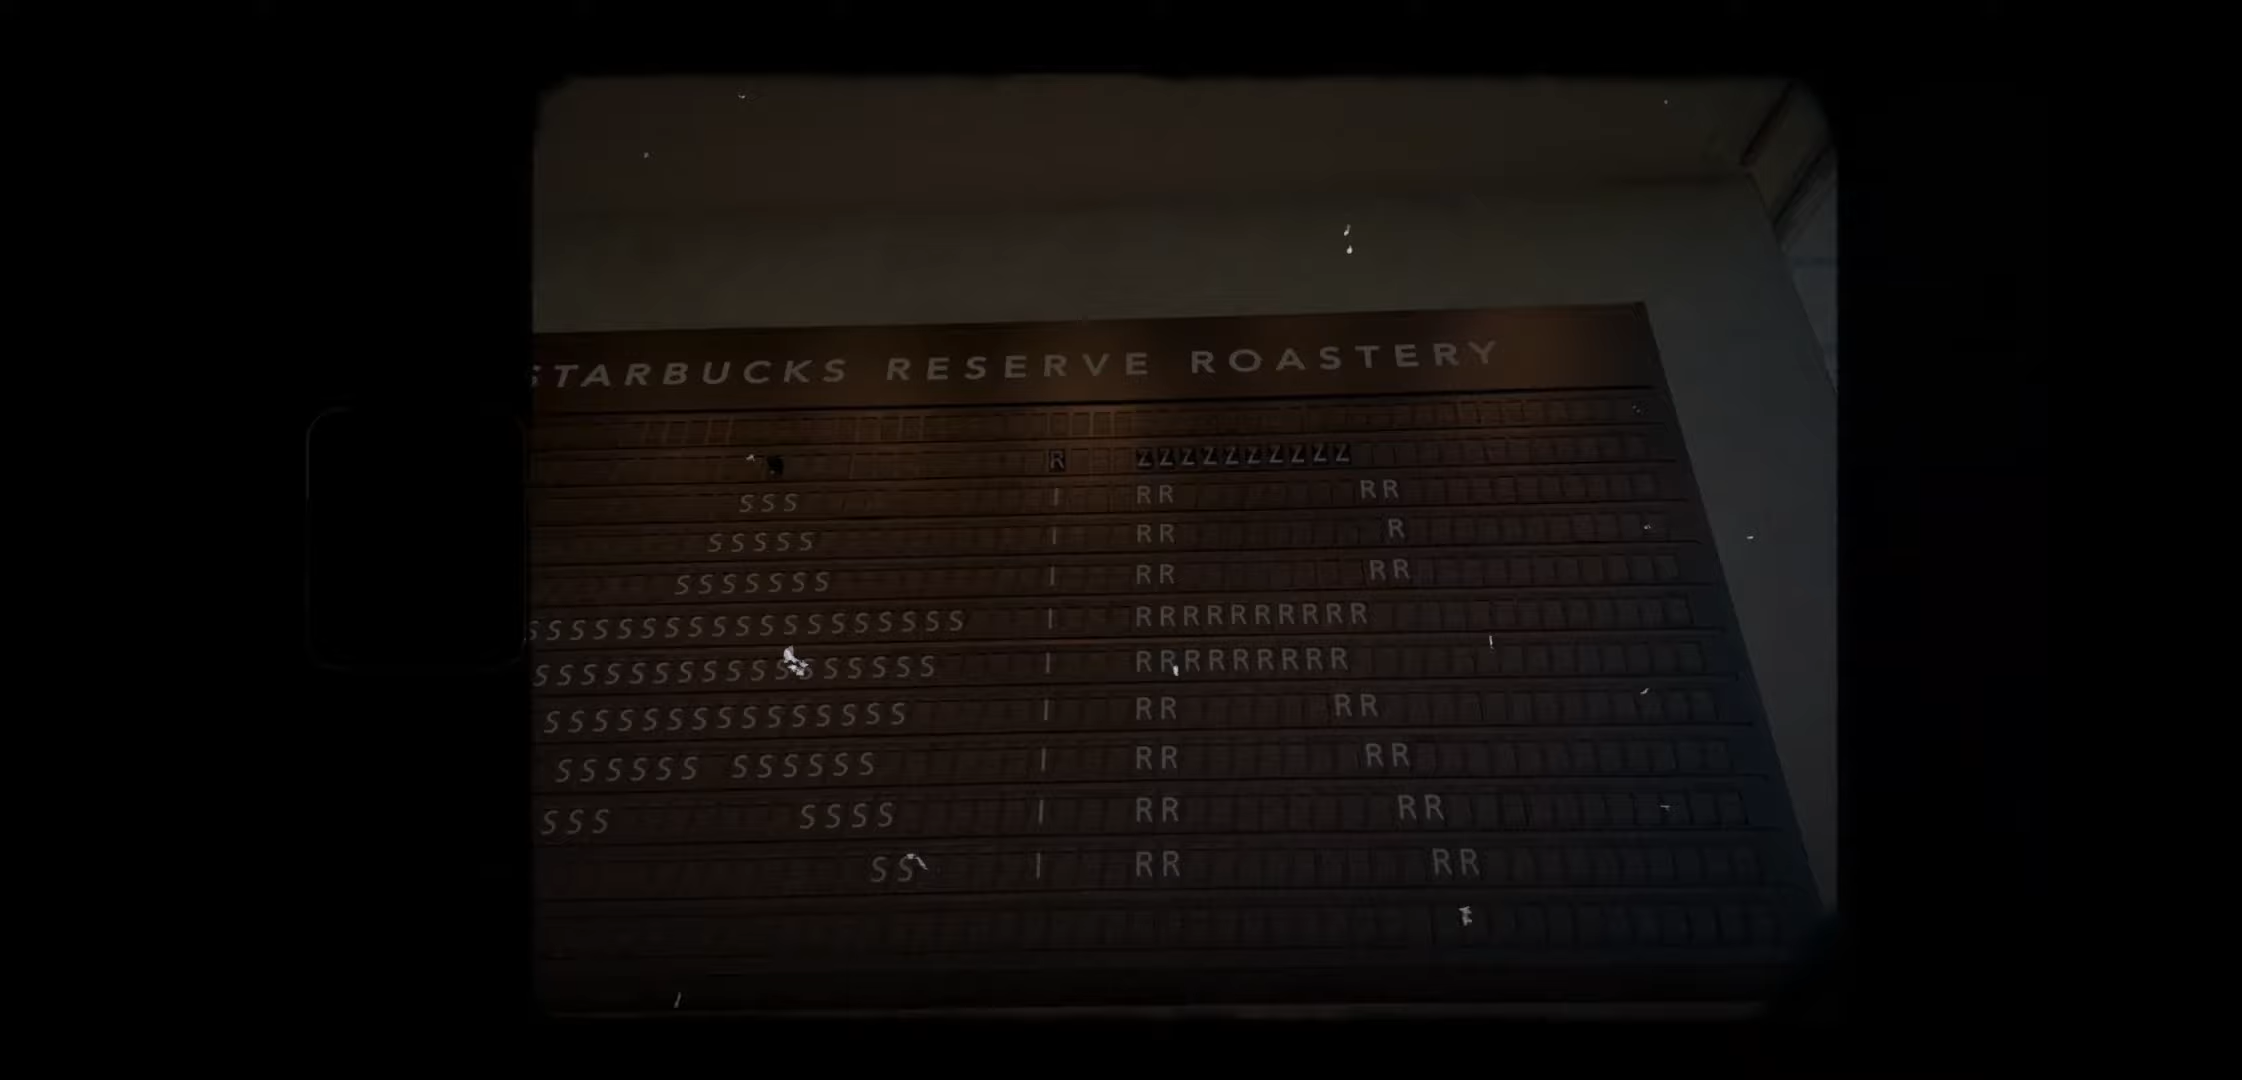 STARBUCKS RESERVE ROASTERY
R ZZZZZZZZZZ
SSS I RR RR
SSSSS I RR R
SSSSSSS I RR RR
SSSSSSSSSSSSSSSSSSS I RRRRRRRRRR
SSSSSSSSSSSSSSSSS I RRRRRRRRR
SSSSSSSSSSSSSSS I RR RR
SSSSSS SSSSSS I RR RR
SSS SSSS I RR RR
SS I RR RR